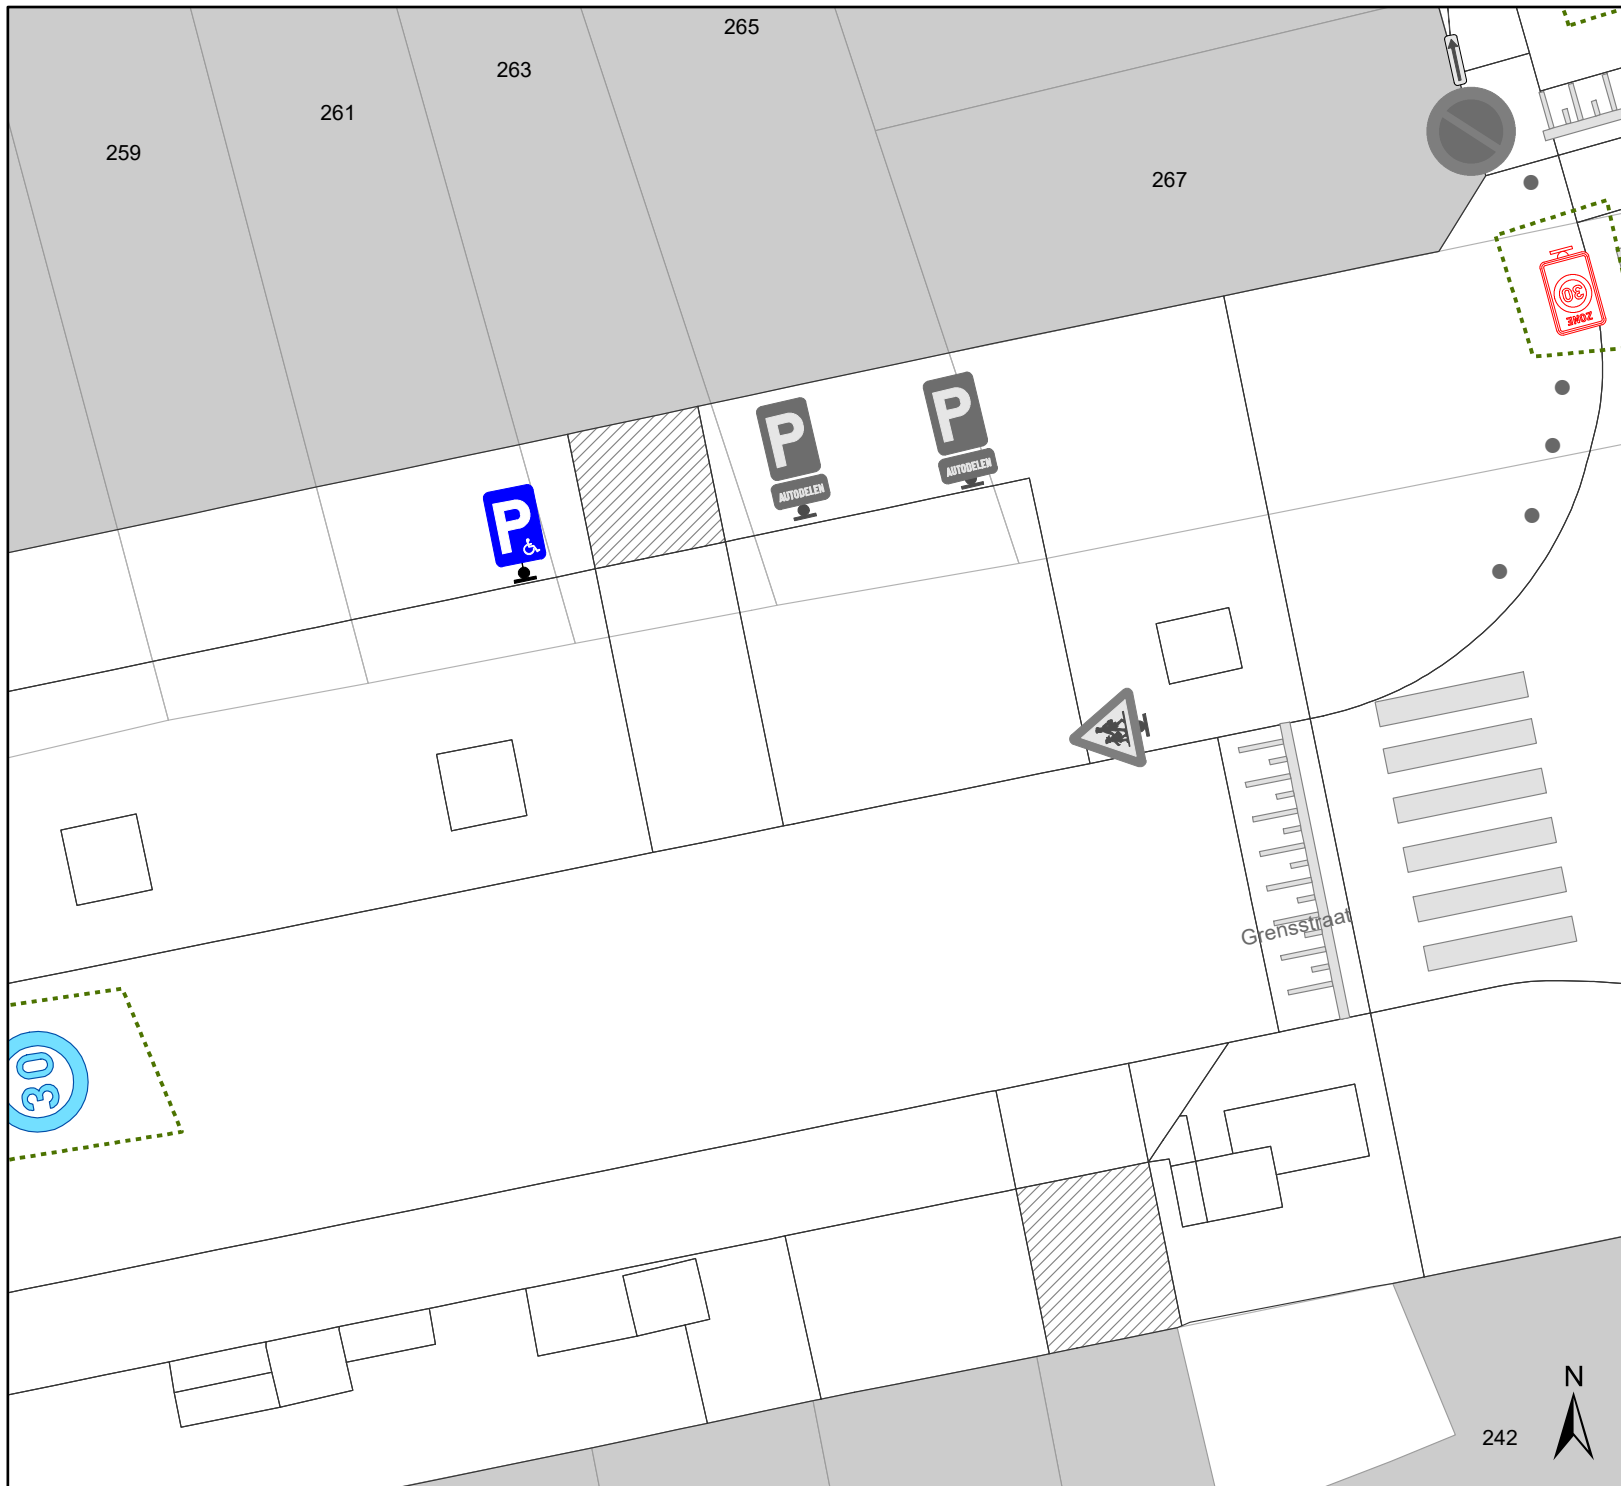 265
263
261
259
267
30
ZONE
P
AUTODELEN
P
AUTODELEN
P
Grensstraat
30
N
242